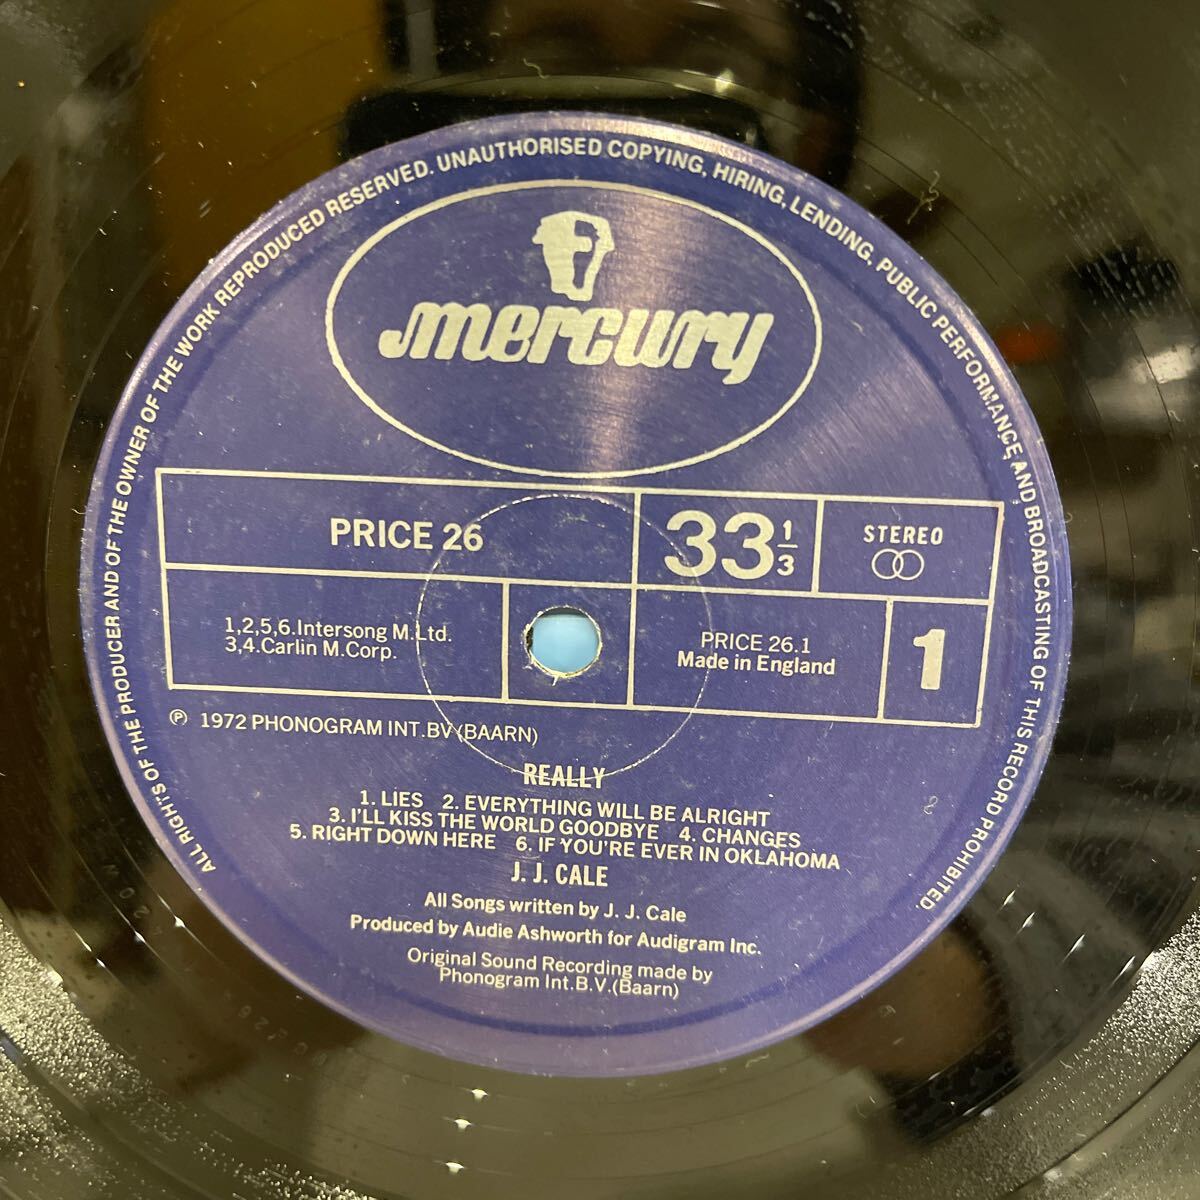 ALL RIGHTS OF THE PRODUCER AND OF THE OWNER OF THE WORK REPRODUCED RESERVED. UNAUTHORISED COPYING, HIRING, LENDING, PUBLIC PERFORMANCE AND BROADCASTING OF THIS RECORD PROHIBITED.
mercury
PRICE 26
33 1/3
STEREO
1,2,5,6.Intersong M.Ltd.
3,4.Carlin M.Corp.
PRICE 26.1
Made in England
1
℗ 1972 PHONOGRAM INT.BV (BAARN)
REALLY
1. LIES 2. EVERYTHING WILL BE ALRIGHT
3. I'LL KISS THE WORLD GOODBYE 4. CHANGES
5. RIGHT DOWN HERE 6. IF YOU'RE EVER IN OKLAHOMA
J. J. CALE
All Songs written by J. J. Cale
Produced by Audie Ashworth for Audigram Inc.
Original Sound Recording made by
Phonogram Int.B.V.(Baarn)